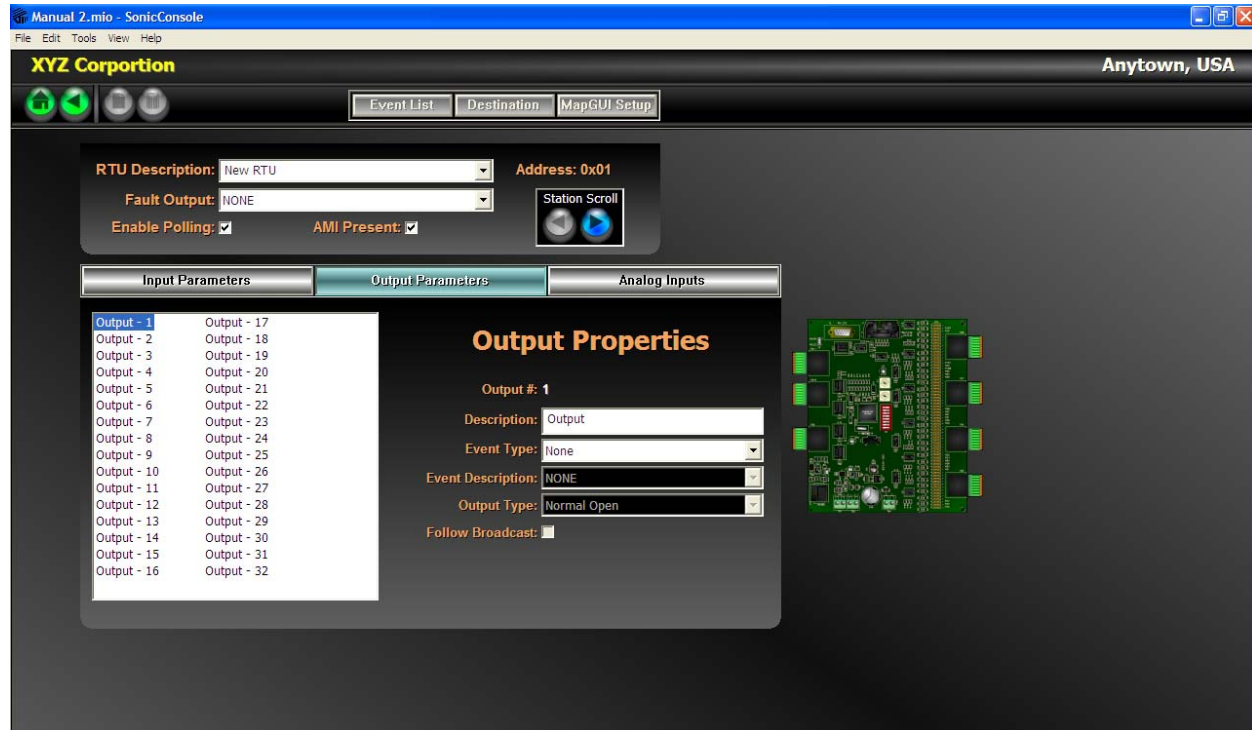 Manual 2.mio - SonicConsole
File Edit Tools View Help
XYZ Corportion
Anytown, USA
Event List Destination MapGUI Setup
RTU Description: New RTU
Address: 0x01
Fault Output: NONE
Station Scroll
Enable Polling: AMI Present:
Input Parameters Output Parameters Analog Inputs
Output - 1 Output - 17
Output - 2 Output - 18
Output - 3 Output - 19
Output - 4 Output - 20
Output - 5 Output - 21
Output - 6 Output - 22
Output - 7 Output - 23
Output - 8 Output - 24
Output - 9 Output - 25
Output - 10 Output - 26
Output - 11 Output - 27
Output - 12 Output - 28
Output - 13 Output - 29
Output - 14 Output - 30
Output - 15 Output - 31
Output - 16 Output - 32
Output Properties
Output #: 1
Description: Output
Event Type: None
Event Description: NONE
Output Type: Normal Open
Follow Broadcast: